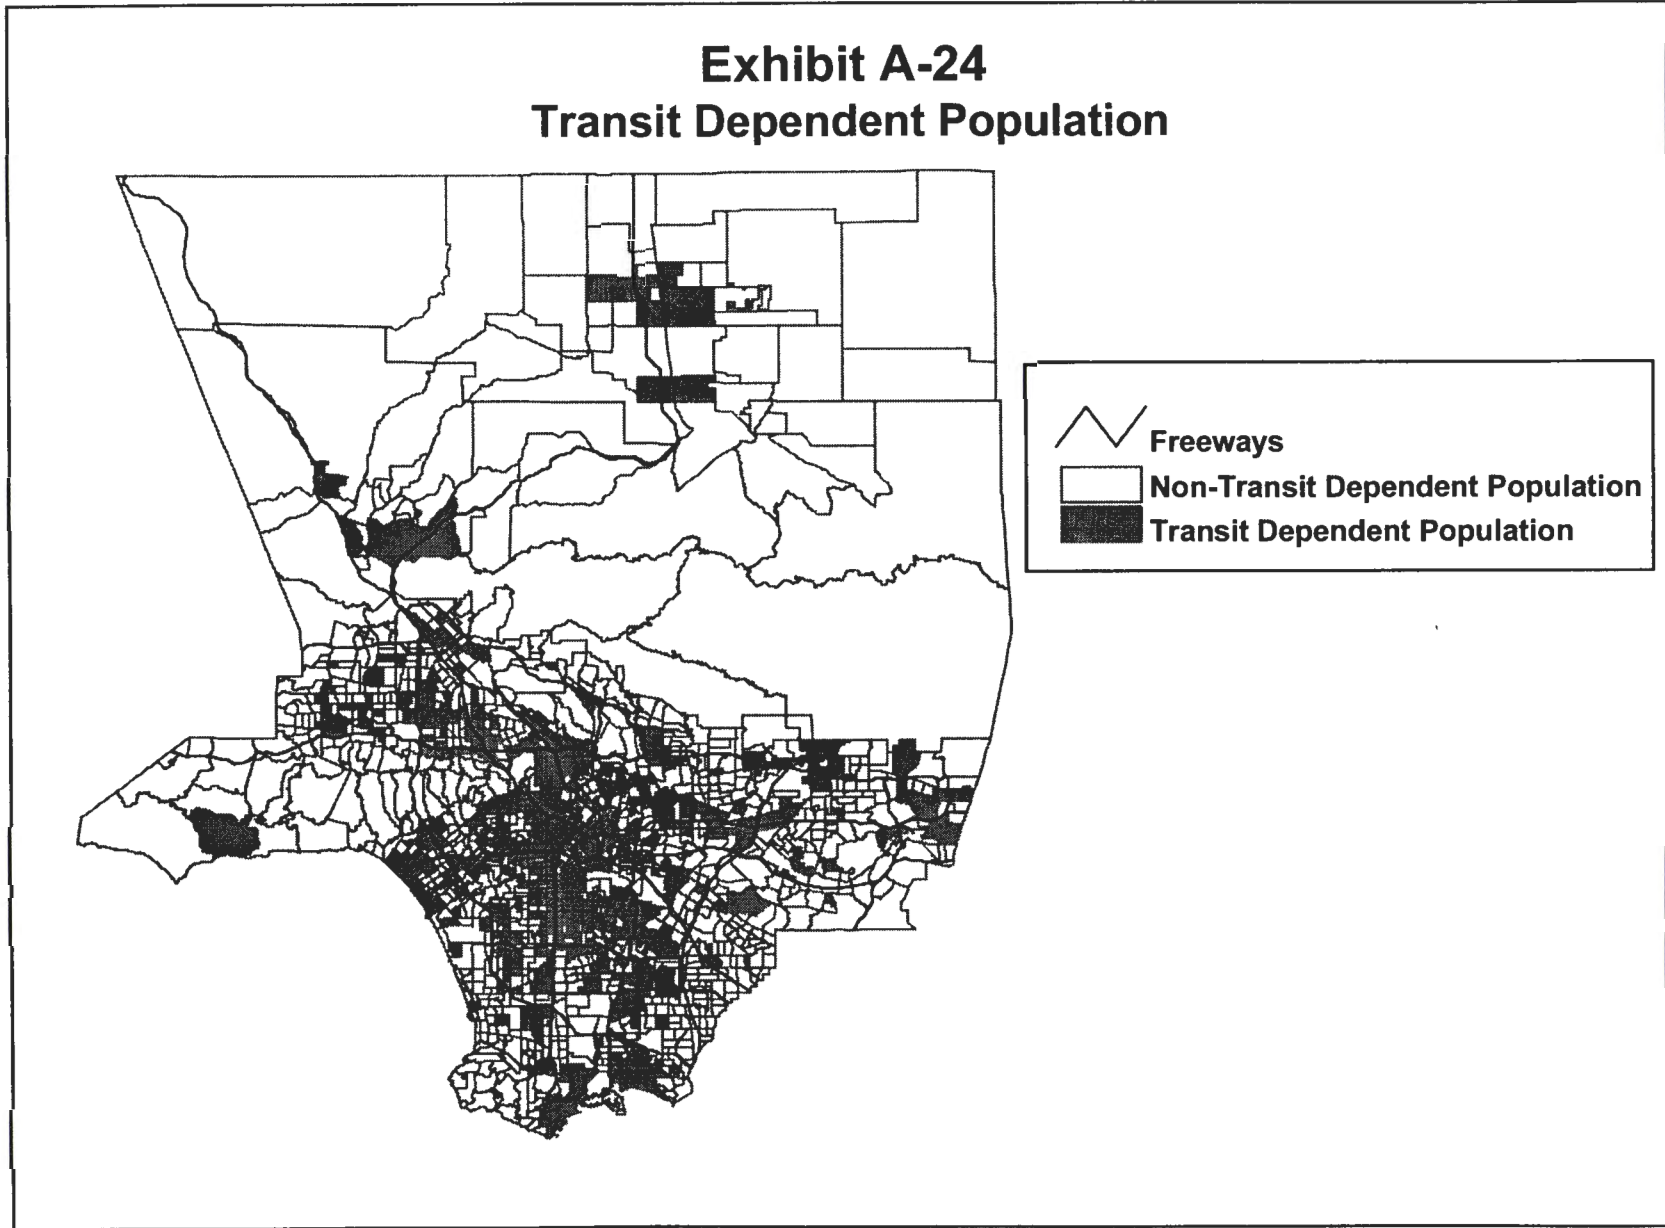 Exhibit A-24
Transit Dependent Population
Freeways
Non-Transit Dependent Population
Transit Dependent Population